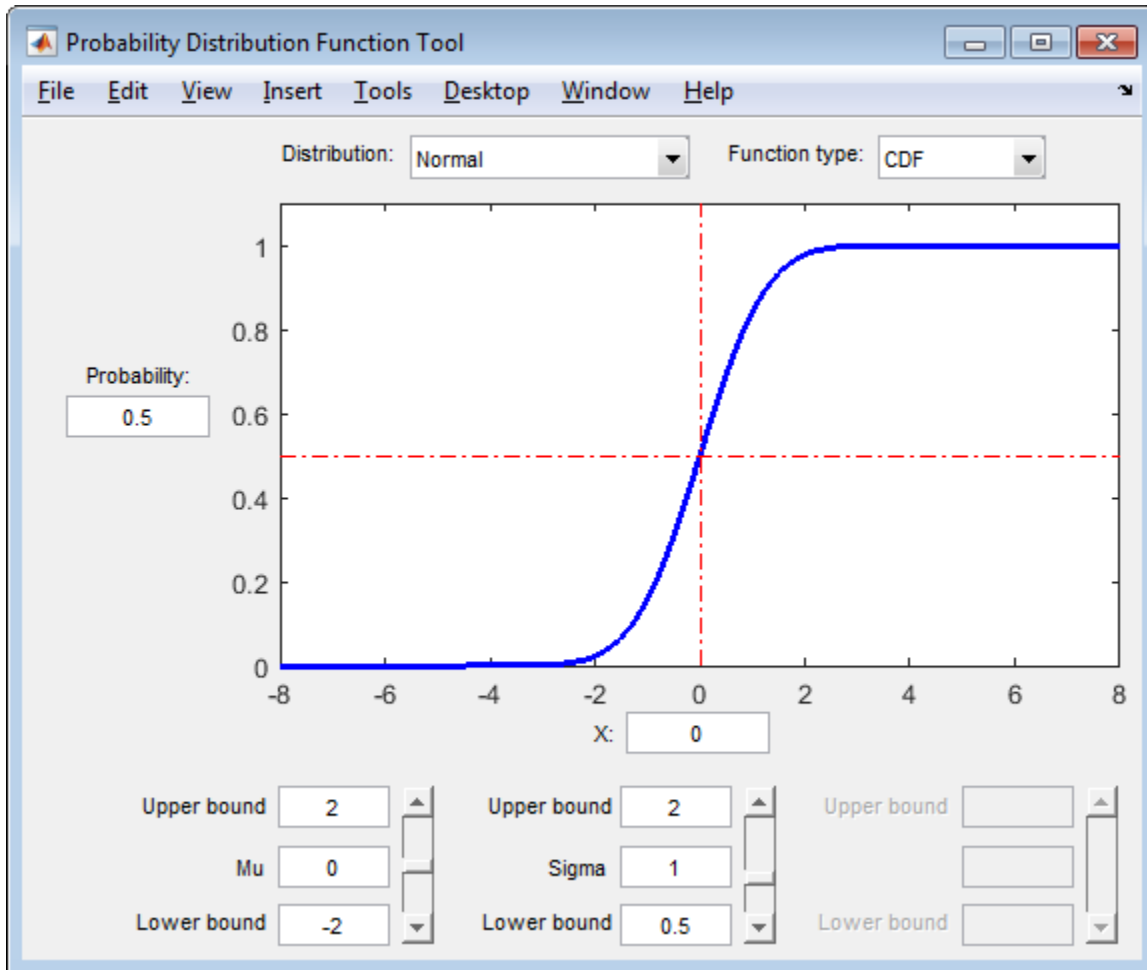 Probability Distribution Function Tool
File Edit View Insert Tools Desktop Window Help
Distribution: Normal Function type: CDF
1
0.8
Probability:
0.5
0.6
0.4
0.2
0
-8 -6 -4 -2 0 2 4 6 8
X: 0
Upper bound 2 Upper bound 2 Upper bound
Mu 0 Sigma 1
Lower bound -2 Lower bound 0.5 Lower bound